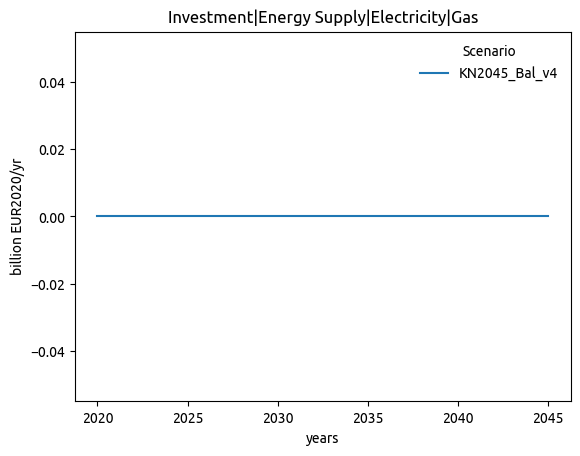 Investment|Energy Supply|Electricity|Gas
Scenario
KN2045_Bal_v4
0.04
0.02
0.00
−0.02
−0.04
billion EUR2020/yr
2020 2025 2030 2035 2040 2045
years